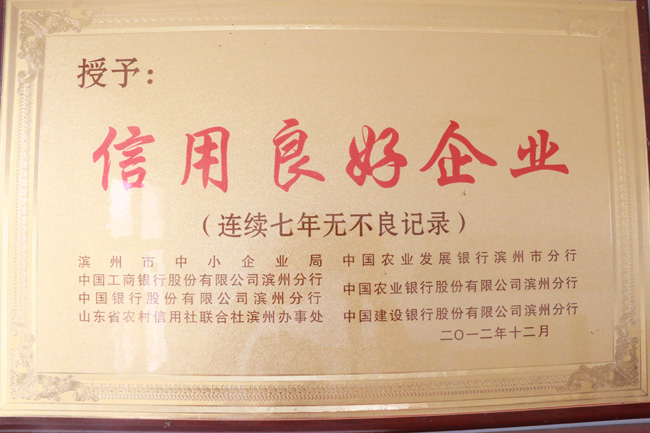 授予：
信用良好企业
（连续七年无不良记录）
滨州市中小企业局
中国工商银行股份有限公司滨州分行
中国银行股份有限公司滨州分行
山东省农村信用社联合社滨州办事处
中国农业发展银行滨州市分行
中国农业银行股份有限公司滨州分行
中国建设银行股份有限公司滨州分行
二〇一二年十二月